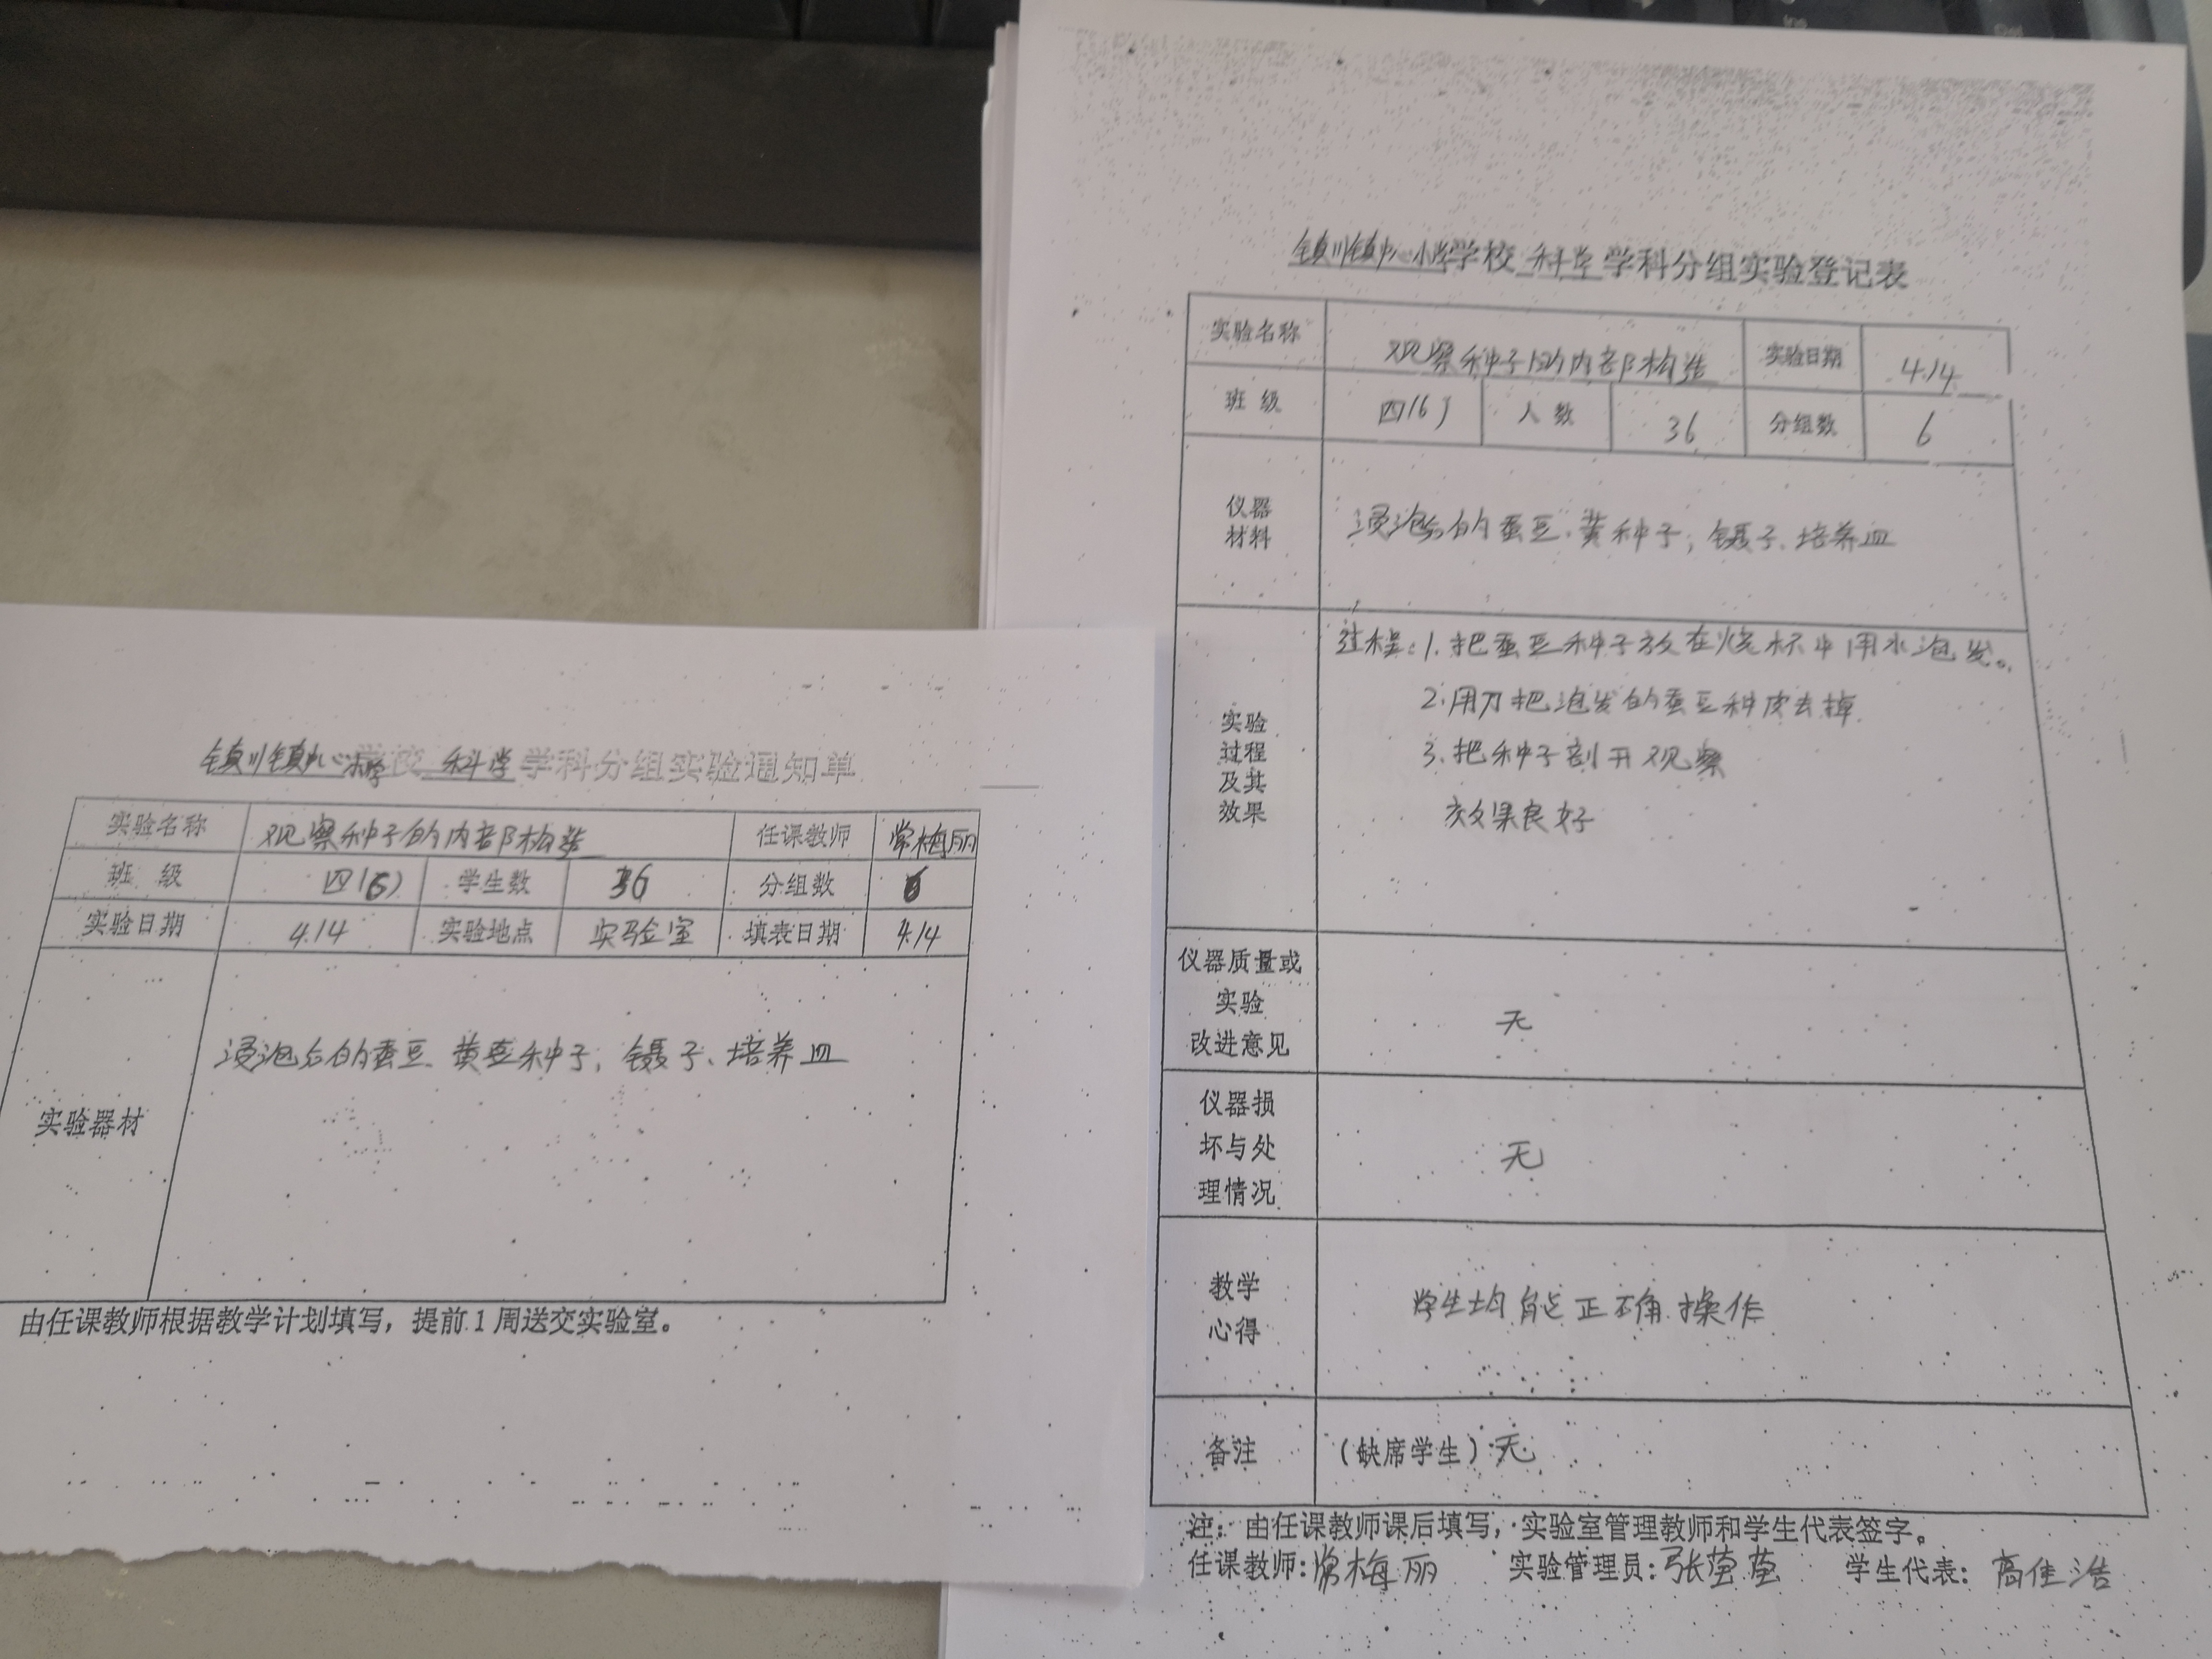 镇川镇中心小学学校 科学 学科分组实验通知单
实验名称 观察种子的内部构造 任课教师 常梅丽
班 级 四(6) 学生数 36 分组数 6
实验日期 4.14 实验地点 实验室 填表日期 4.14
实验器材
浸泡后的蚕豆、黄豆种子,镊子、培养皿
由任课教师根据教学计划填写,提前1周送交实验室。
镇川镇中心小学学校 科学 学科分组实验登记表
实验名称 观察种子的内部构造 实验日期 4.14
班 级 四(6) 人 数 36 分组数 6
仪器
材料
浸泡后的蚕豆、黄种子,镊子、培养皿
实验
过程
及其
效果
过程:1.把蚕豆种子放在烧杯中用水泡发。
2.用刀把泡发的蚕豆种皮去掉
3.把种子剖开观察
效果良好
仪器质量或
实验
改进意见
无
仪器损
坏与处
理情况
无
教学
心得
学生均能正确操作
备注 (缺席学生)无
注:由任课教师课后填写,实验室管理教师和学生代表签字。
任课教师:常梅丽 实验管理员:张莹莹 学生代表:高佳浩
Ins
Del